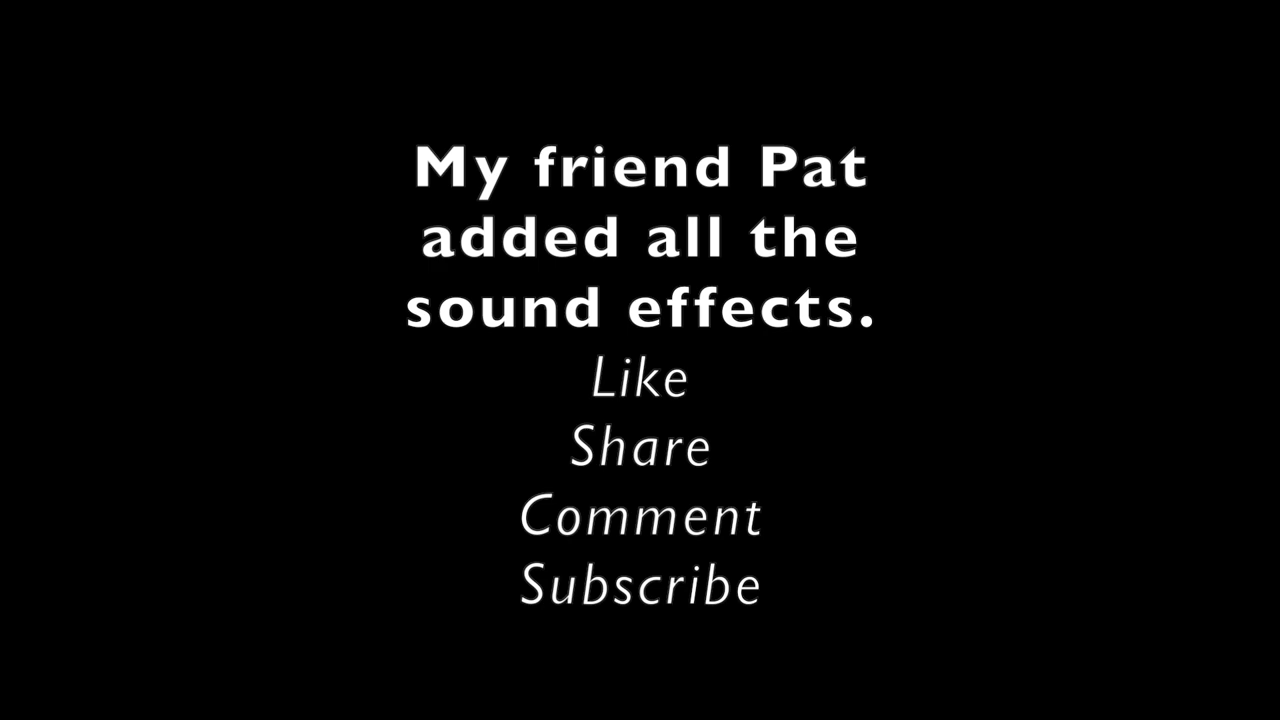 My friend Pat
added all the
sound effects.
Like
Share
Comment
Subscribe